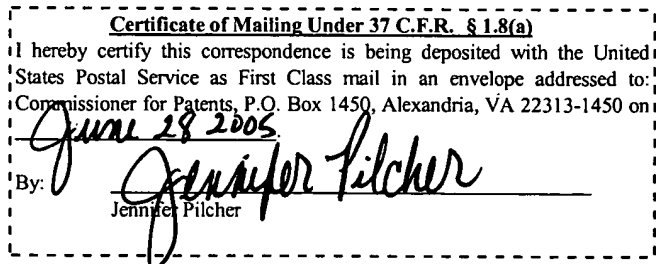 Certificate of Mailing Under 37 C.F.R. § 1.8(a)
I hereby certify this correspondence is being deposited with the United
States Postal Service as First Class mail in an envelope addressed to:
Commissioner for Patents, P.O. Box 1450, Alexandria, VA 22313-1450 on
June 28 2005.
By: Jennifer Pilcher
Jennifer Pilcher